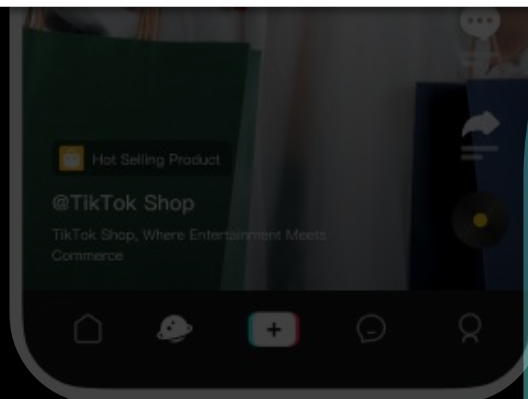 Hot Selling Product
@TikTok Shop
TikTok Shop, Where Entertainment Meets
Commerce